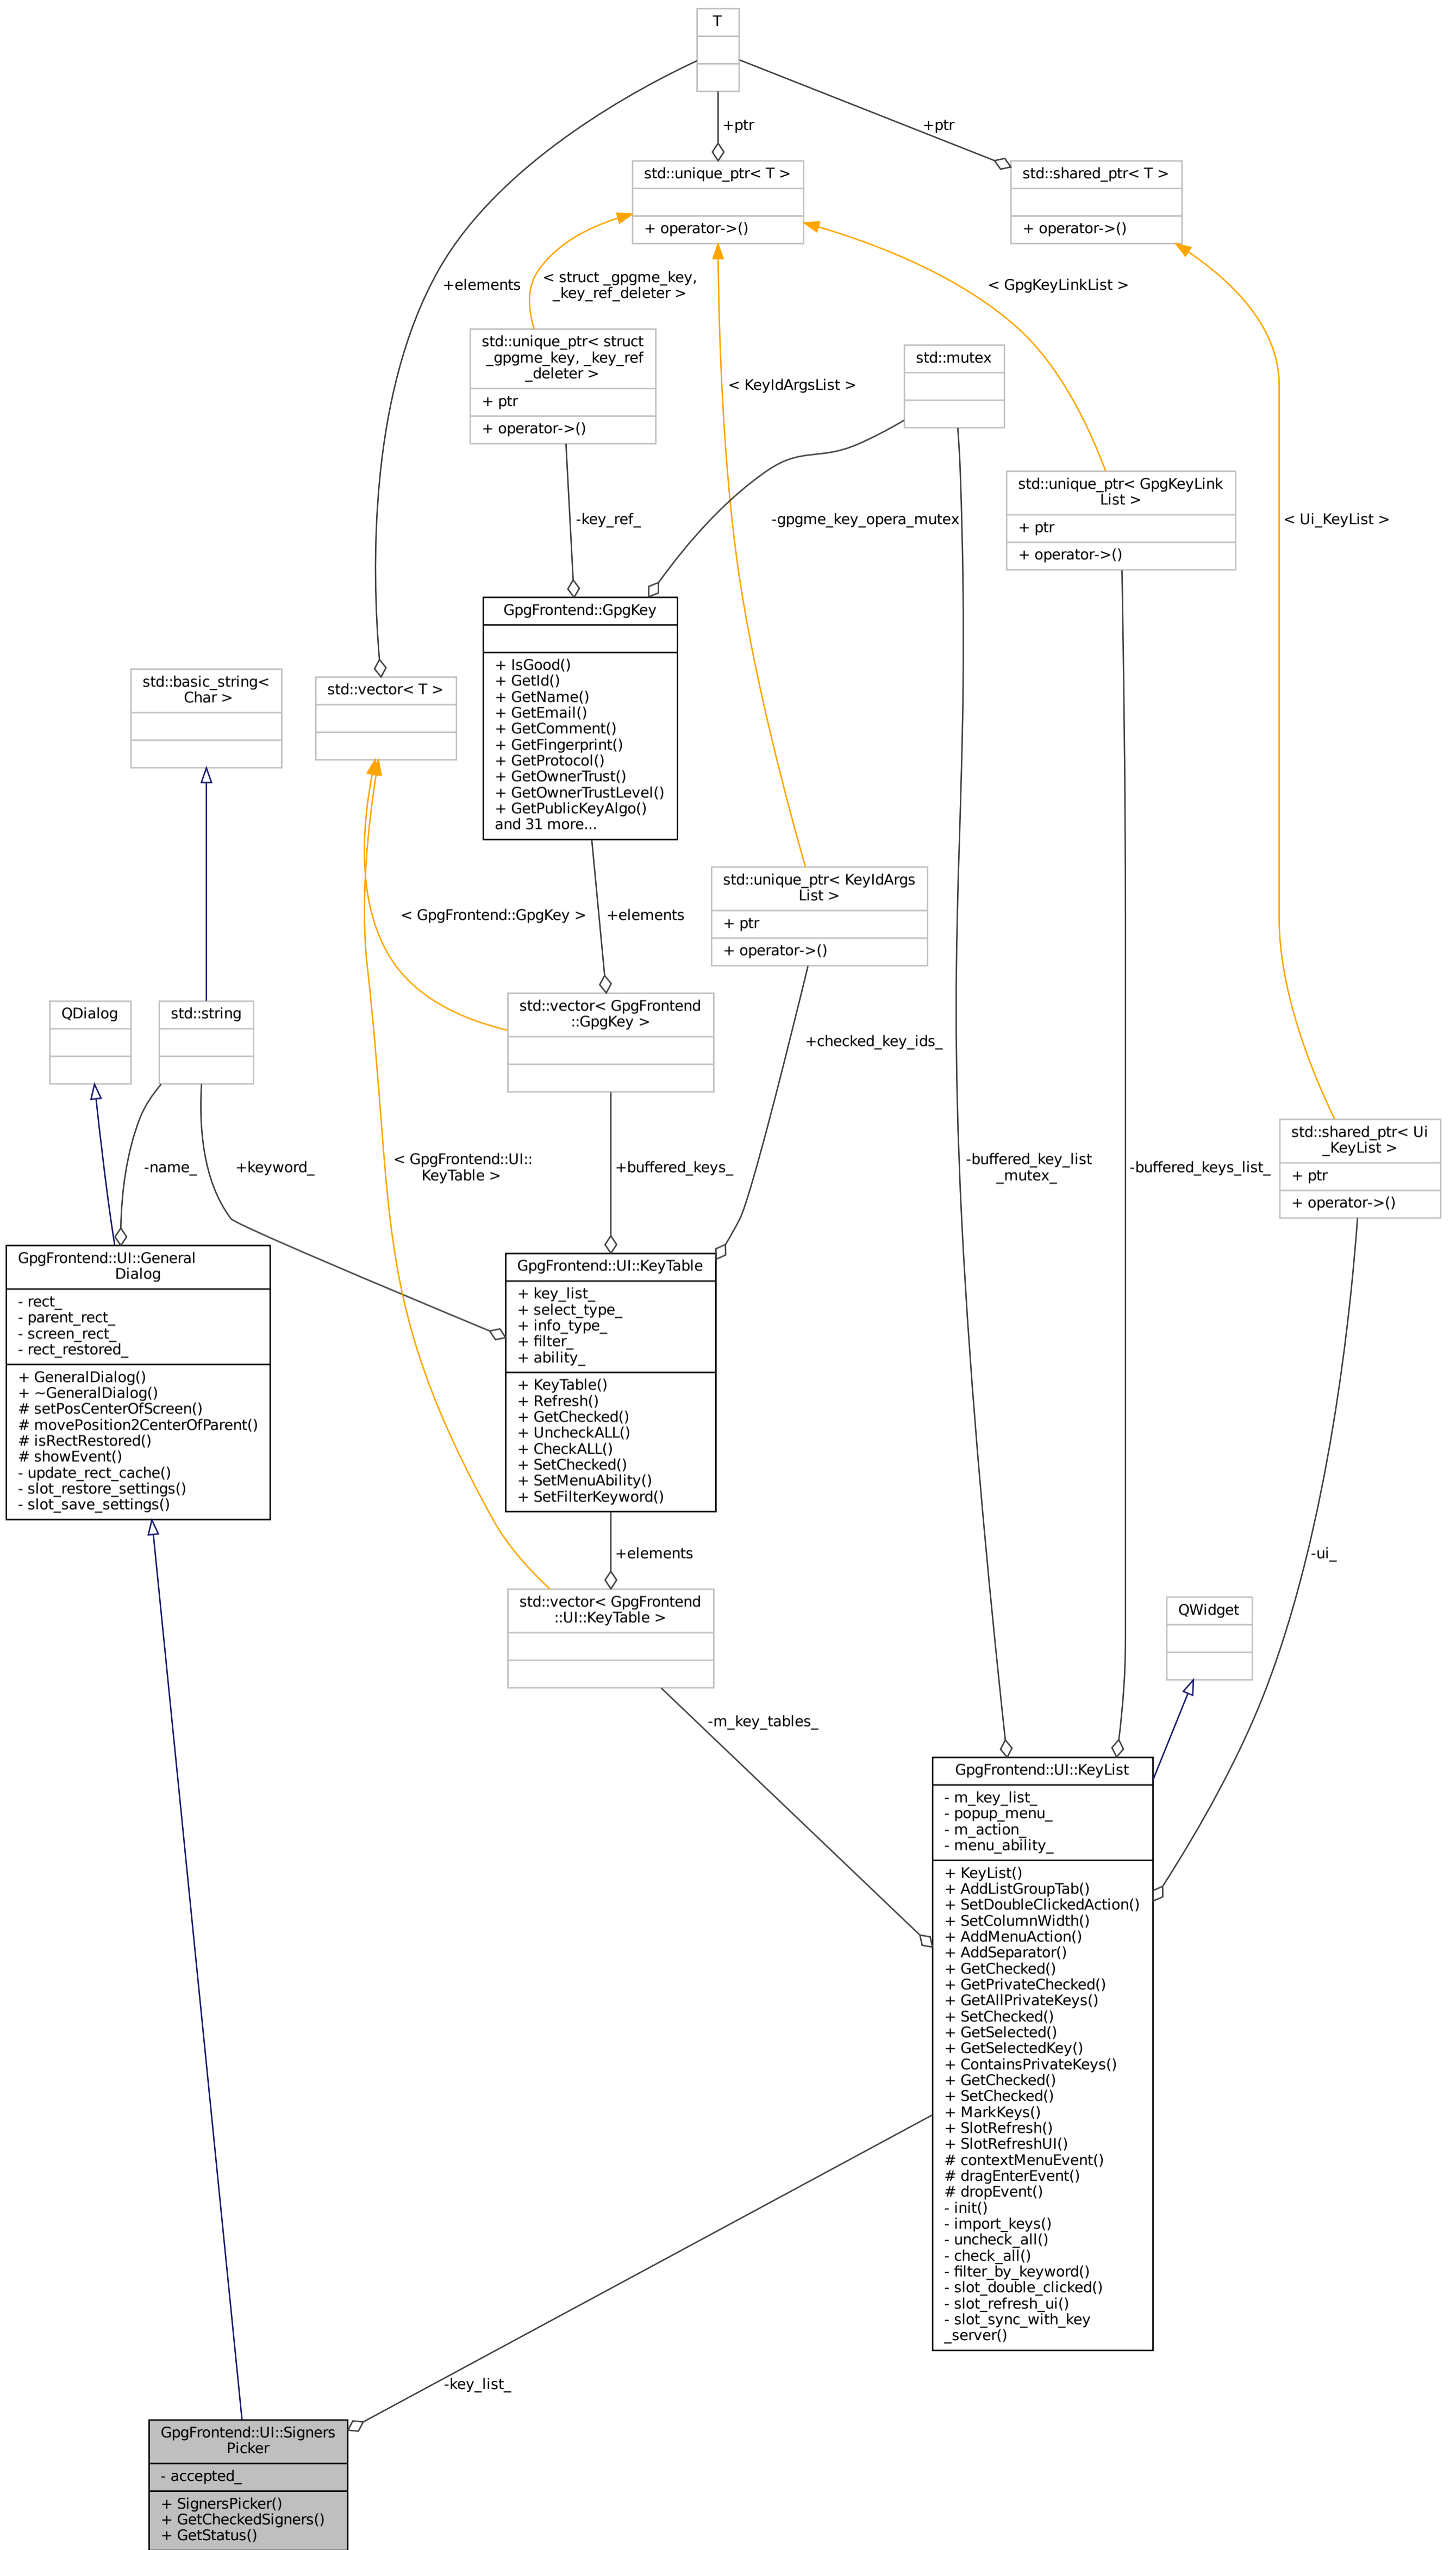 T
+ptr
+ptr
std::unique_ptr< T >
+ operator->()
std::shared_ptr< T >
+ operator->()
+elements
< struct _gpgme_key,
_key_ref_deleter >
< GpgKeyLinkList >
std::unique_ptr< struct
_gpgme_key, _key_ref
_deleter >
+ ptr
+ operator->()
std::mutex
< KeyIdArgsList >
std::unique_ptr< GpgKeyLink
List >
+ ptr
+ operator->()
-key_ref_
-gpgme_key_opera_mutex
< Ui_KeyList >
GpgFrontend::GpgKey
+ IsGood()
+ GetId()
+ GetName()
+ GetEmail()
+ GetComment()
+ GetFingerprint()
+ GetProtocol()
+ GetOwnerTrust()
+ GetOwnerTrustLevel()
+ GetPublicKeyAlgo()
and 31 more...
std::basic_string<
Char >
std::vector< T >
std::unique_ptr< KeyIdArgs
List >
+ ptr
+ operator->()
< GpgFrontend::GpgKey >
+elements
QDialog
std::string
std::vector< GpgFrontend
::GpgKey >
+checked_key_ids_
std::shared_ptr< Ui
_KeyList >
+ ptr
+ operator->()
-name_
+keyword_
< GpgFrontend::UI::
KeyTable >
+buffered_keys_
-buffered_key_list
_mutex_
-buffered_keys_list_
GpgFrontend::UI::General
Dialog
- rect_
- parent_rect_
- screen_rect_
- rect_restored_
+ GeneralDialog()
+ ~GeneralDialog()
# setPosCenterOfScreen()
# movePosition2CenterOfParent()
# isRectRestored()
# showEvent()
- update_rect_cache()
- slot_restore_settings()
- slot_save_settings()
GpgFrontend::UI::KeyTable
+ key_list_
+ select_type_
+ info_type_
+ filter_
+ ability_
+ KeyTable()
+ Refresh()
+ GetChecked()
+ UncheckALL()
+ CheckALL()
+ SetChecked()
+ SetMenuAbility()
+ SetFilterKeyword()
+elements
-ui_
std::vector< GpgFrontend
::UI::KeyTable >
QWidget
-m_key_tables_
GpgFrontend::UI::KeyList
- m_key_list_
- popup_menu_
- m_action_
- menu_ability_
+ KeyList()
+ AddListGroupTab()
+ SetDoubleClickedAction()
+ SetColumnWidth()
+ AddMenuAction()
+ AddSeparator()
+ GetChecked()
+ GetPrivateChecked()
+ GetAllPrivateKeys()
+ SetChecked()
+ GetSelected()
+ GetSelectedKey()
+ ContainsPrivateKeys()
+ GetChecked()
+ SetChecked()
+ MarkKeys()
+ SlotRefresh()
+ SlotRefreshUI()
# contextMenuEvent()
# dragEnterEvent()
# dropEvent()
- init()
- import_keys()
- uncheck_all()
- check_all()
- filter_by_keyword()
- slot_double_clicked()
- slot_refresh_ui()
- slot_sync_with_key
_server()
-key_list_
GpgFrontend::UI::Signers
Picker
- accepted_
+ SignersPicker()
+ GetCheckedSigners()
+ GetStatus()